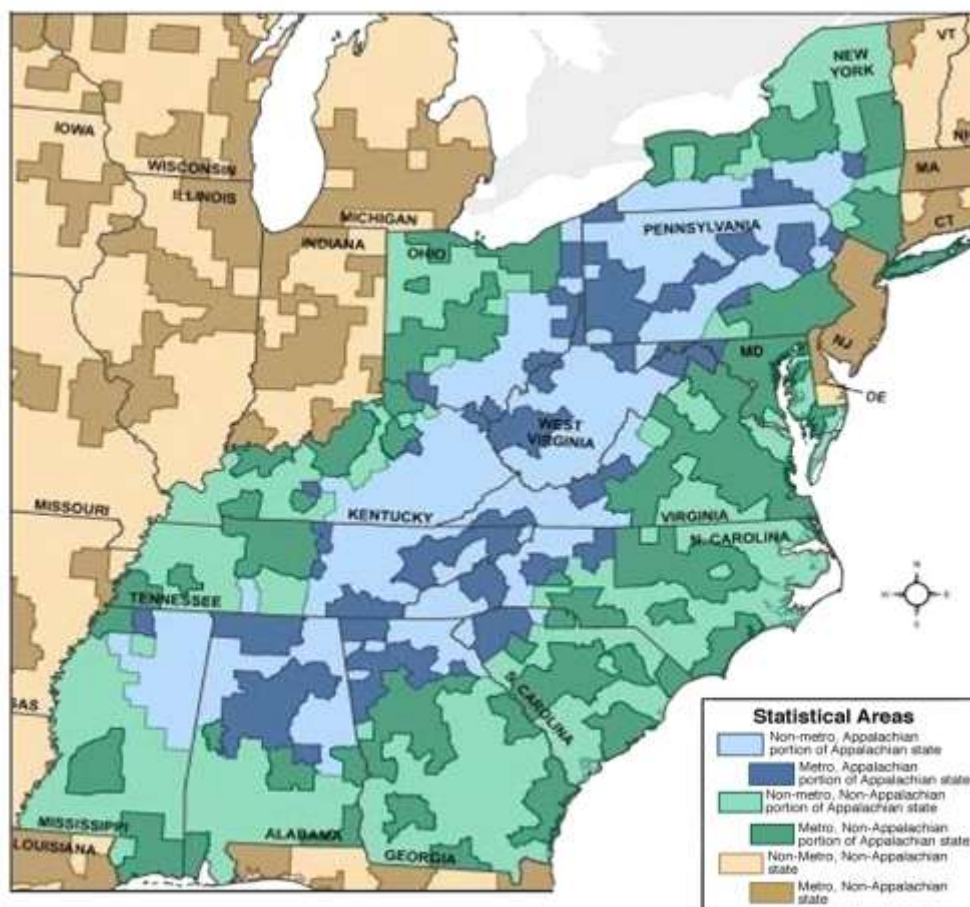 VT
NEW
YORK
IOWA
WISCONSIN
ILLINOIS
MICHIGAN
MA
INDIANA
OHIO
PENNSYLVANIA
CT
MD
NJ
DE
WEST
VIRGINIA
MISSOURI
KENTUCKY
VIRGINIA
N. CAROLINA
TENNESSEE
N
W E
S
S. CAROLINA
MISSISSIPPI
ALABAMA
LOUISIANA
GEORGIA
Statistical Areas
Non-metro, Appalachian
portion of Appalachian state
Metro, Appalachian
portion of Appalachian state
Non-metro, Non-Appalachian
portion of Appalachian state
Metro, Non-Appalachian
portion of Appalachian state
Non-Metro, Non-Appalachian
state
Metro, Non-Appalachian
state